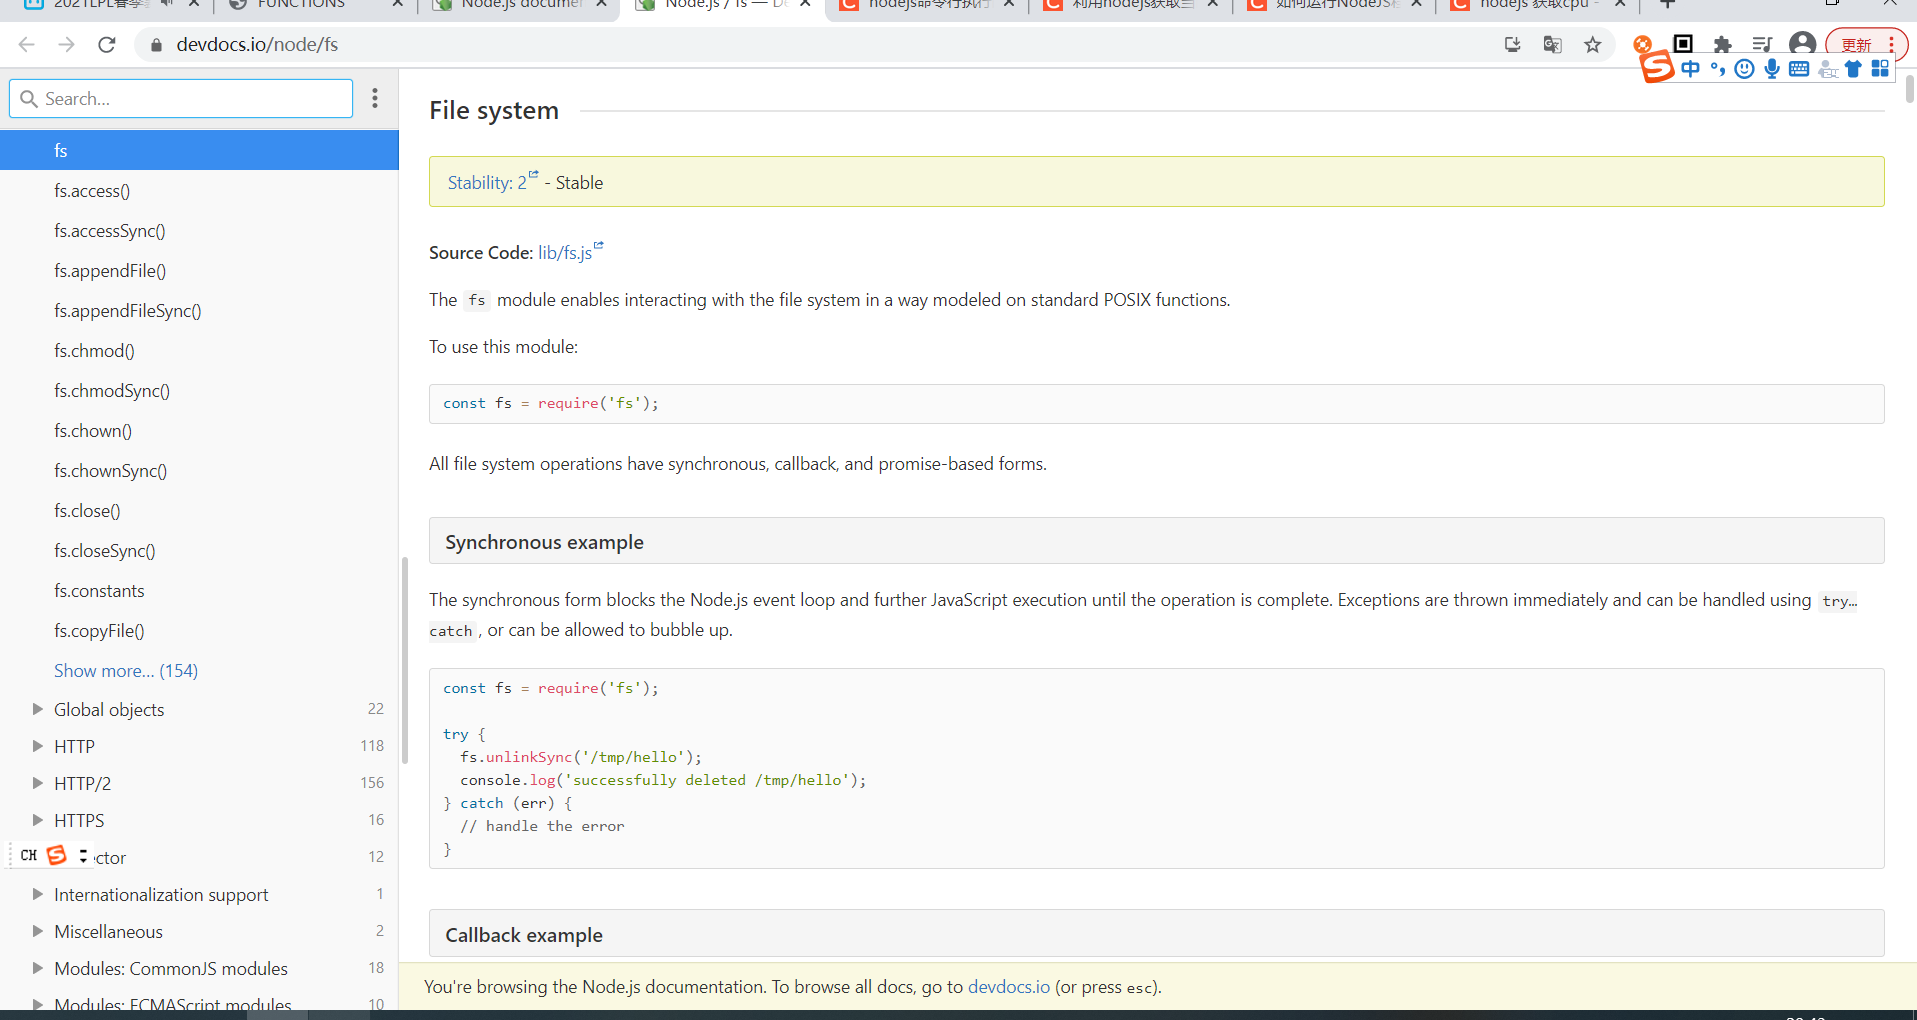 FUNCTIONS
Node.js documen
Node.js / fs — De
nodejs命令行执行
利用nodejs获取当
如何运行NodeJS程
nodejs 获取cpu -
devdocs.io/node/fs
更新
中
Search...
fs
fs.access()
fs.accessSync()
fs.appendFile()
fs.appendFileSync()
fs.chmod()
fs.chmodSync()
fs.chown()
fs.chownSync()
fs.close()
fs.closeSync()
fs.constants
fs.copyFile()
Show more... (154)
Global objects 22
HTTP 118
HTTP/2 156
HTTPS 16
CH
ctor 12
Internationalization support 1
Miscellaneous 2
Modules: CommonJS modules 18
Modules: ECMAScript modules 10
File system
Stability: 2 - Stable
Source Code: lib/fs.js
The fs module enables interacting with the file system in a way modeled on standard POSIX functions.
To use this module:
const fs = require('fs');
All file system operations have synchronous, callback, and promise-based forms.
Synchronous example
The synchronous form blocks the Node.js event loop and further JavaScript execution until the operation is complete. Exceptions are thrown immediately and can be handled using try…
catch, or can be allowed to bubble up.
const fs = require('fs');
try {
fs.unlinkSync('/tmp/hello');
console.log('successfully deleted /tmp/hello');
} catch (err) {
// handle the error
}
Callback example
You're browsing the Node.js documentation. To browse all docs, go to devdocs.io (or press esc).